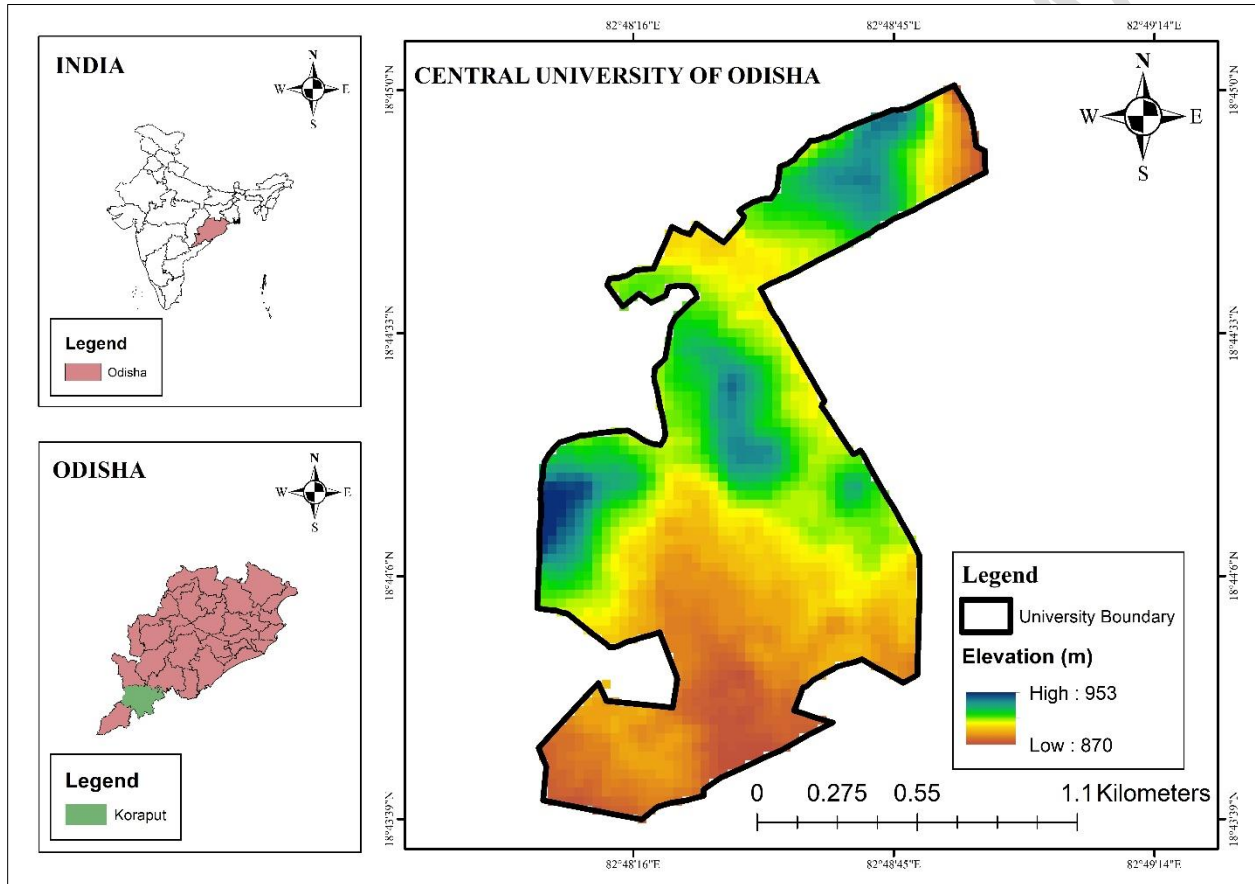 INDIA
N
W
E
S
Legend
Odisha
ODISHA
N
W
E
S
Legend
Koraput
82°48'16"E
82°48'45"E
82°49'14"E
CENTRAL UNIVERSITY OF ODISHA
N
W
E
S
18°45'0"N
18°44'33"N
18°44'6"N
18°43'39"N
18°45'0"N
18°44'33"N
18°44'6"N
18°43'39"N
Legend
University Boundary
Elevation (m)
High : 953
Low : 870
0 0.275 0.55 1.1 Kilometers
82°48'16"E
82°48'45"E
82°49'14"E